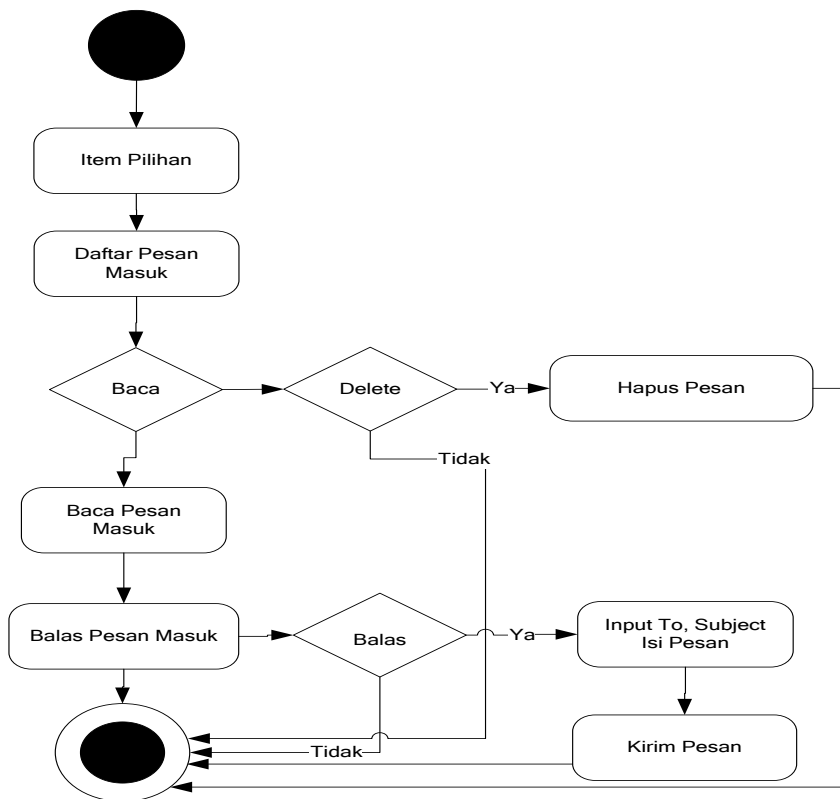 Item Pilihan
Daftar Pesan
Masuk
Baca
Delete
Ya
Hapus Pesan
Tidak
Baca Pesan
Masuk
Balas Pesan Masuk
Balas
Ya
Input To, Subject
Isi Pesan
Tidak
Kirim Pesan